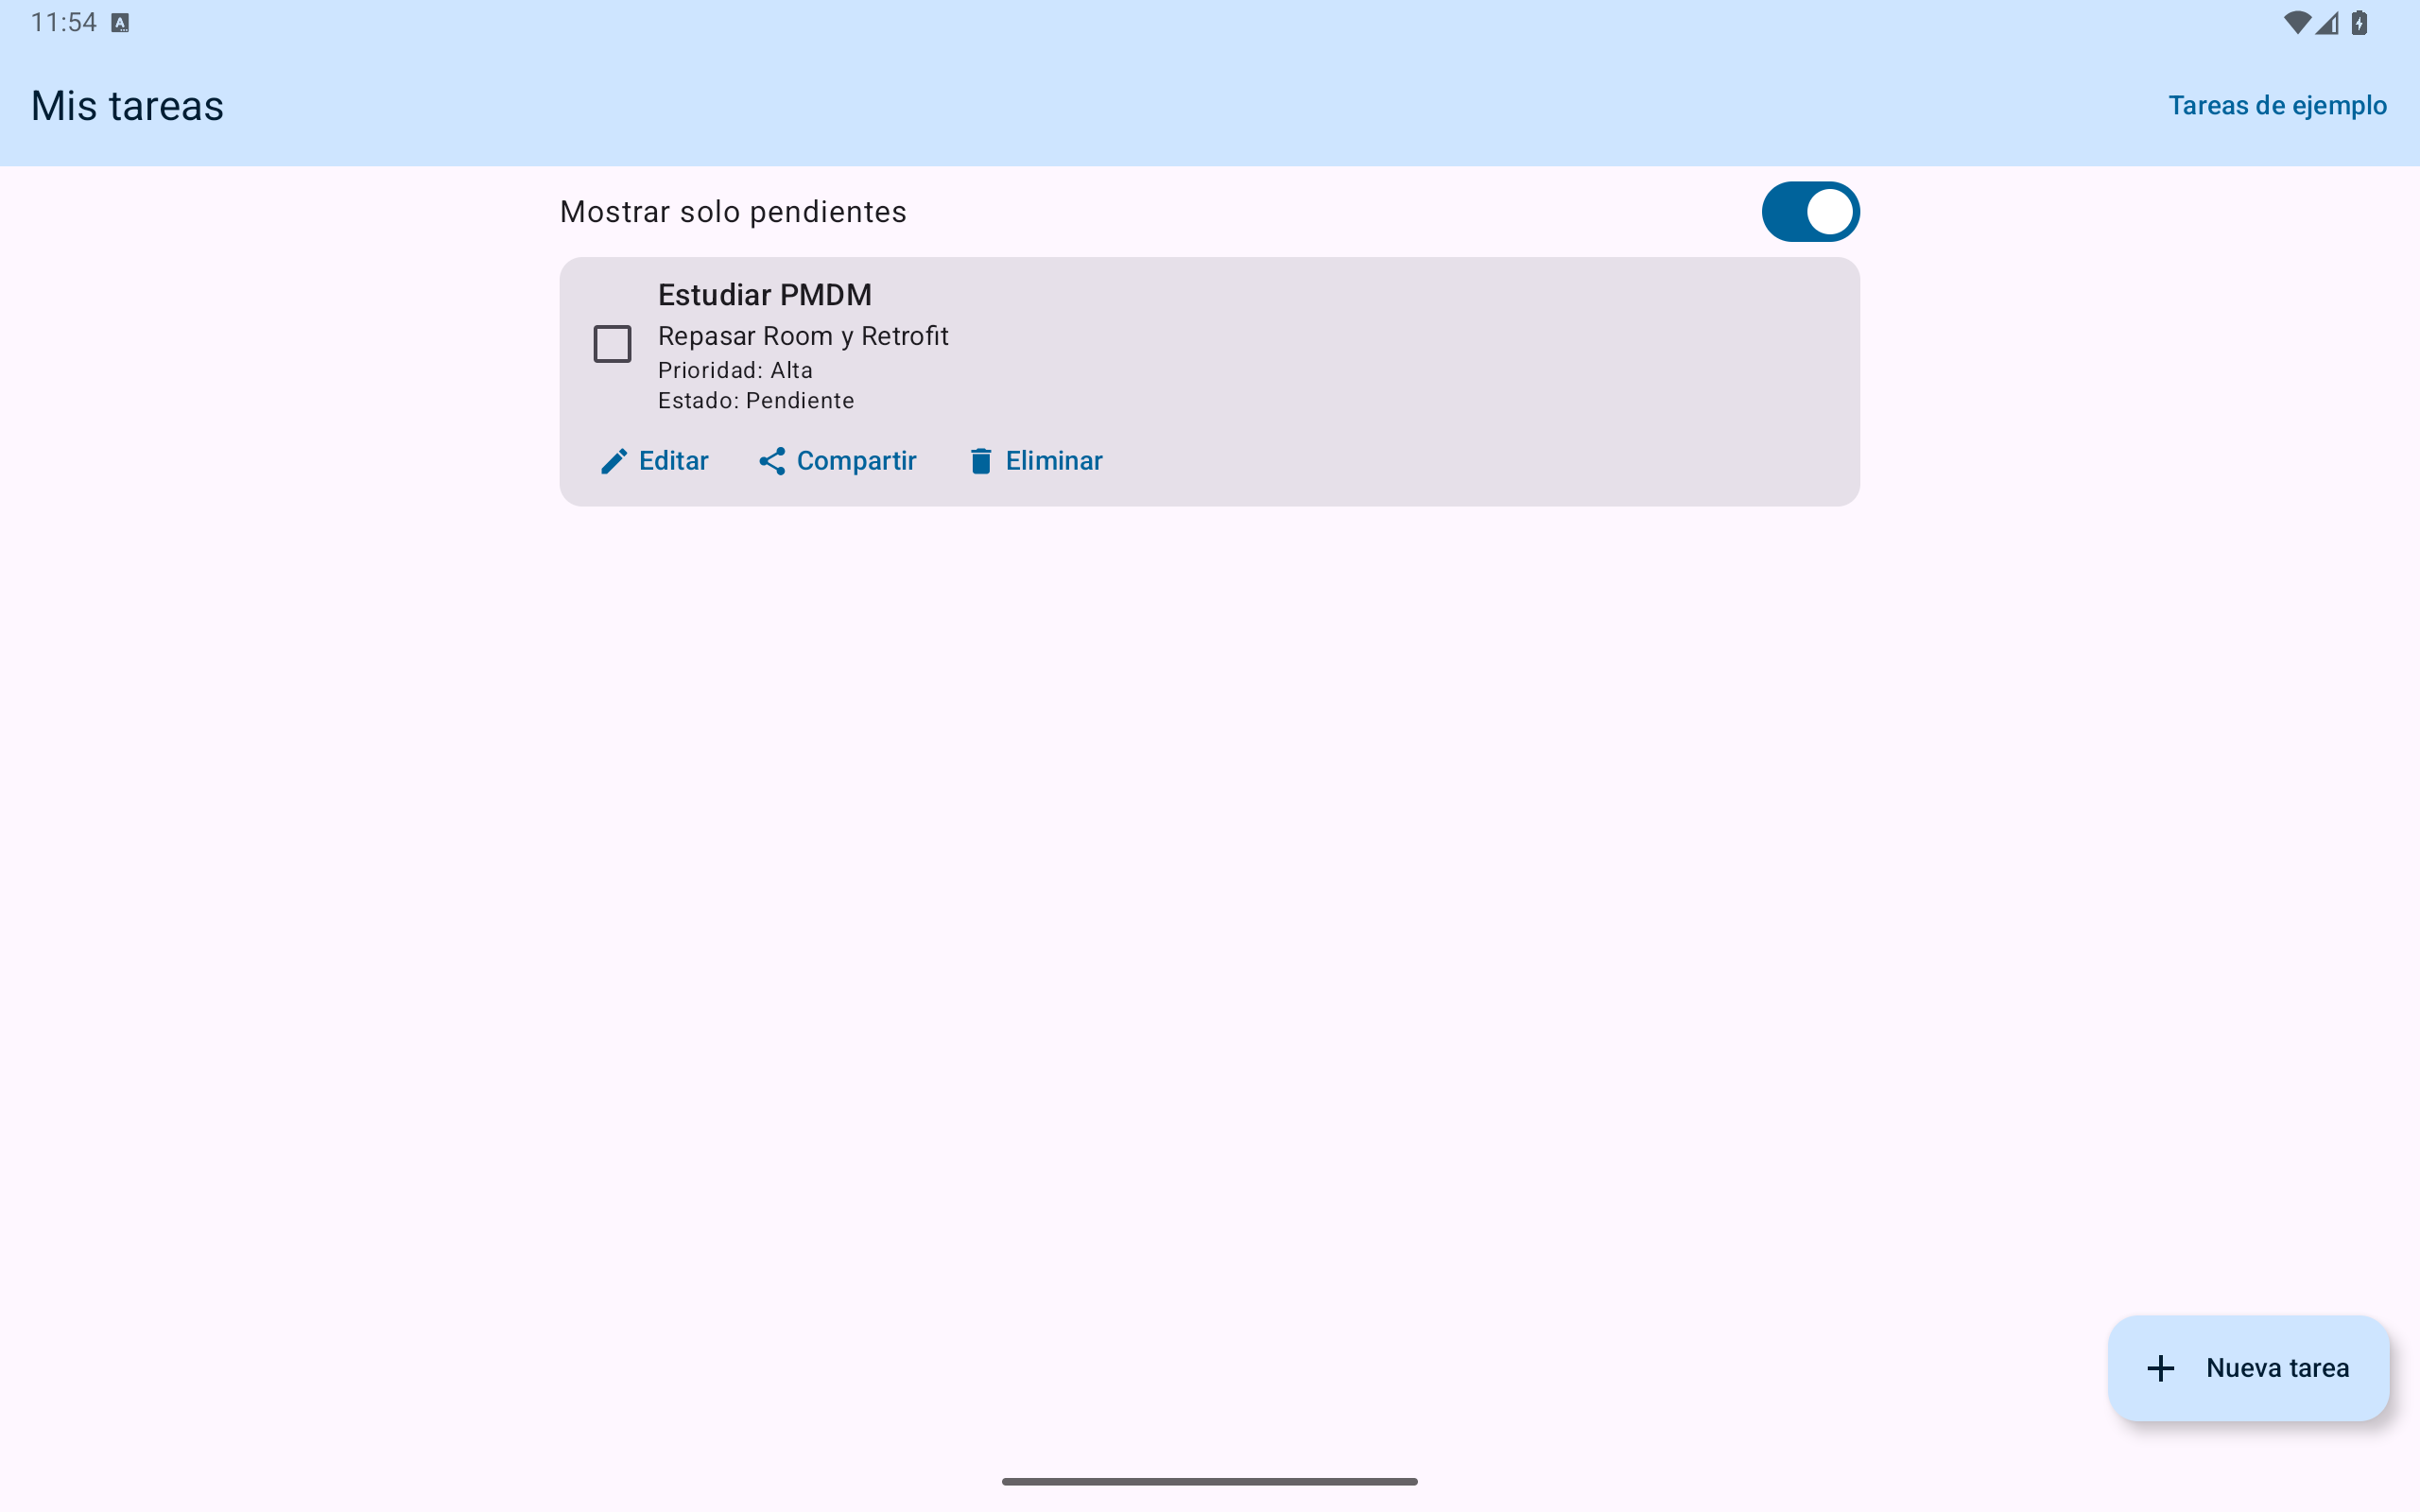 11:54
Mis tareas
Tareas de ejemplo
Mostrar solo pendientes
Estudiar PMDM
Repasar Room y Retrofit
Prioridad: Alta
Estado: Pendiente
Editar Compartir Eliminar
Nueva tarea